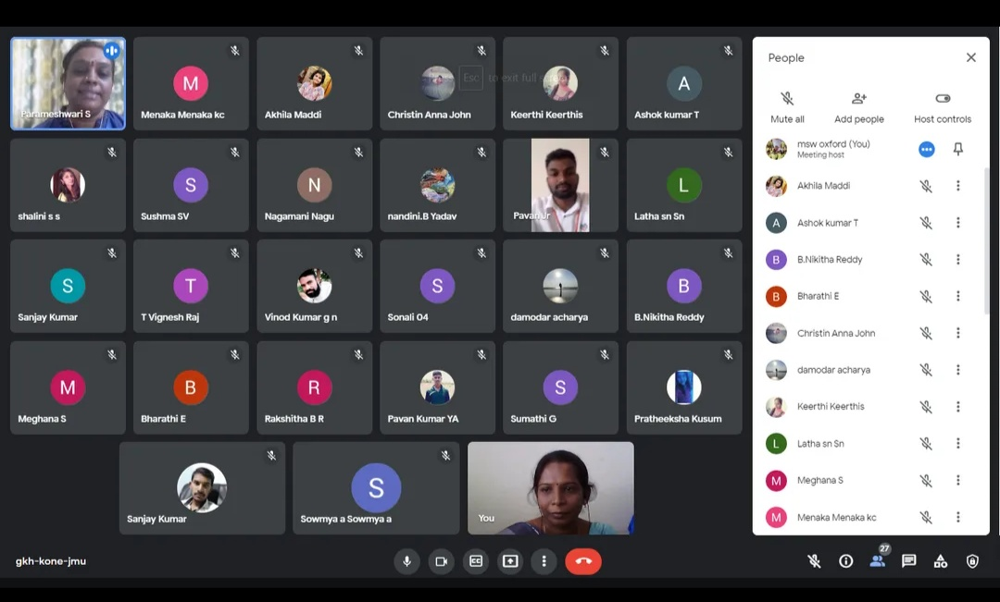 Parameshwari S
M
Menaka Menaka kc
Akhila Maddi
Christin Anna John
Esc to exit full
Keerthi Keerthis
A
Ashok kumar T
shalini s s
S
Sushma SV
N
Nagamani Nagu
nandini.B Yadav
Pavan Jr
L
Latha sn Sn
S
Sanjay Kumar
T
T Vignesh Raj
Vinod Kumar g n
S
Sonali 04
damodar acharya
B
B.Nikitha Reddy
M
Meghana S
B
Bharathi E
R
Rakshitha B R
Pavan Kumar YA
S
Sumathi G
Pratheeksha Kusum
Sanjay Kumar
S
Sowmya a Sowmya a
You
People
Mute all
Add people
Host controls
msw oxford (You)
Meeting host
Akhila Maddi
A
Ashok kumar T
B
B.Nikitha Reddy
B
Bharathi E
Christin Anna John
damodar acharya
Keerthi Keerthis
L
Latha sn Sn
M
Meghana S
M
Menaka Menaka kc
gkh-kone-jmu
CC
27